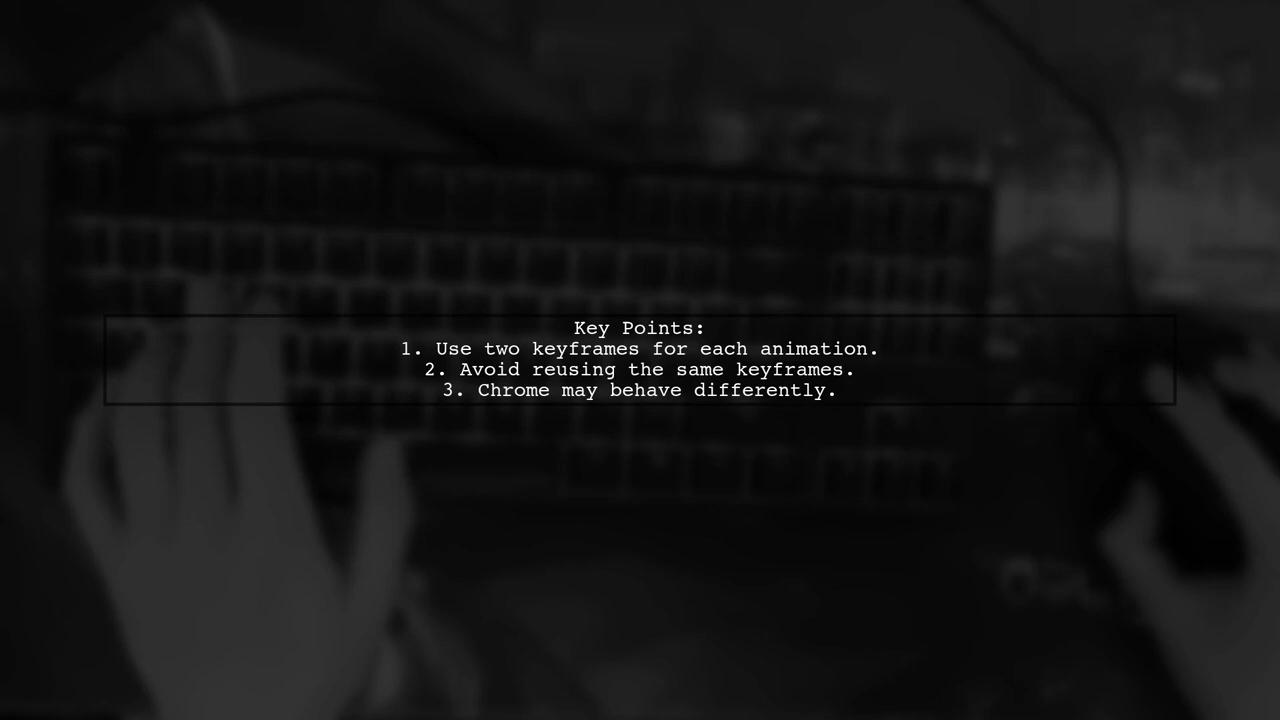 Key Points:
1. Use two keyframes for each animation.
2. Avoid reusing the same keyframes.
3. Chrome may behave differently.